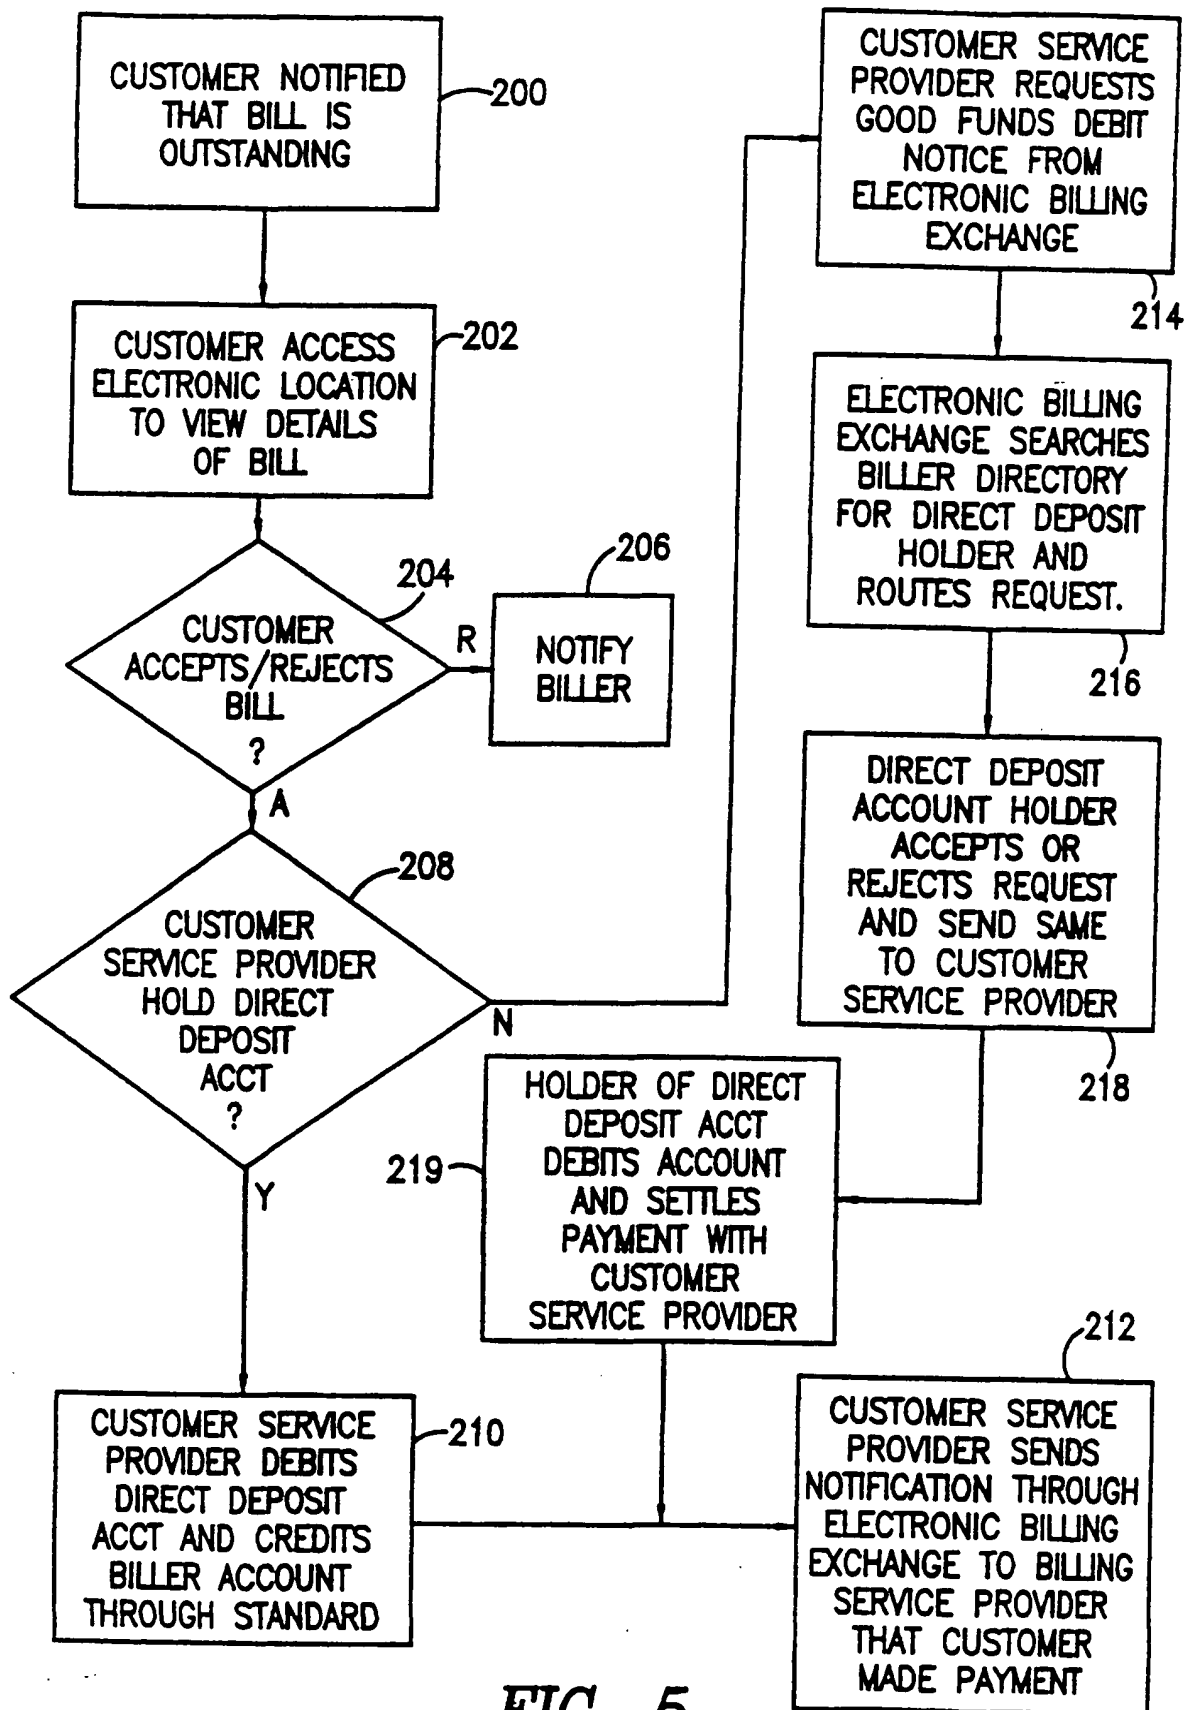 CUSTOMER NOTIFIED
THAT BILL IS
OUTSTANDING
200
CUSTOMER ACCESS
ELECTRONIC LOCATION
TO VIEW DETAILS
OF BILL
202
CUSTOMER
ACCEPTS/REJECTS
BILL
?
204
R
NOTIFY
BILLER
206
A
CUSTOMER
SERVICE PROVIDER
HOLD DIRECT
DEPOSIT
ACCT
?
208
N
Y
CUSTOMER SERVICE
PROVIDER DEBITS
DIRECT DEPOSIT
ACCT AND CREDITS
BILLER ACCOUNT
THROUGH STANDARD
210
CUSTOMER SERVICE
PROVIDER REQUESTS
GOOD FUNDS DEBIT
NOTICE FROM
ELECTRONIC BILLING
EXCHANGE
214
ELECTRONIC BILLING
EXCHANGE SEARCHES
BILLER DIRECTORY
FOR DIRECT DEPOSIT
HOLDER AND
ROUTES REQUEST.
216
DIRECT DEPOSIT
ACCOUNT HOLDER
ACCEPTS OR
REJECTS REQUEST
AND SEND SAME
TO CUSTOMER
SERVICE PROVIDER
218
HOLDER OF DIRECT
DEPOSIT ACCT
DEBITS ACCOUNT
AND SETTLES
PAYMENT WITH
CUSTOMER
SERVICE PROVIDER
219
CUSTOMER SERVICE
PROVIDER SENDS
NOTIFICATION THROUGH
ELECTRONIC BILLING
EXCHANGE TO BILLING
SERVICE PROVIDER
THAT CUSTOMER
MADE PAYMENT
212
FIG. 5